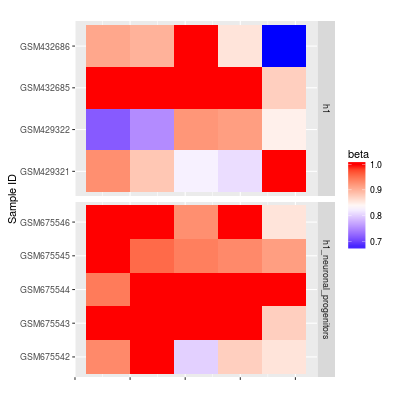 Sample ID
GSM432686
GSM432685
GSM429322
GSM429321
h1
GSM675546
GSM675545
GSM675544
GSM675543
GSM675542
h1_neuronal_progenitors
beta
1.0
0.9
0.8
0.7